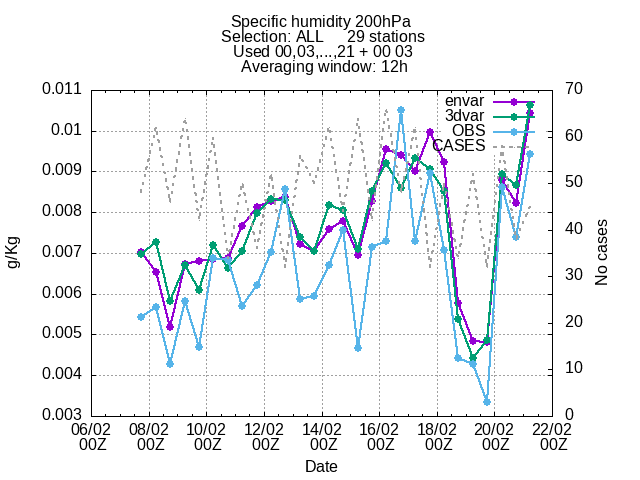 Specific humidity 200hPa
Selection: ALL 29 stations
Used 00,03,...,21 + 00 03
Averaging window: 12h
0.011
0.01
0.009
0.008
0.007
0.006
0.005
0.004
0.003
g/Kg
70
60
50
40
30
20
10
0
No cases
envar
3dvar
OBS
CASES
06/02 08/02 10/02 12/02 14/02 16/02 18/02 20/02 22/02
00Z 00Z 00Z 00Z 00Z 00Z 00Z 00Z 00Z
Date